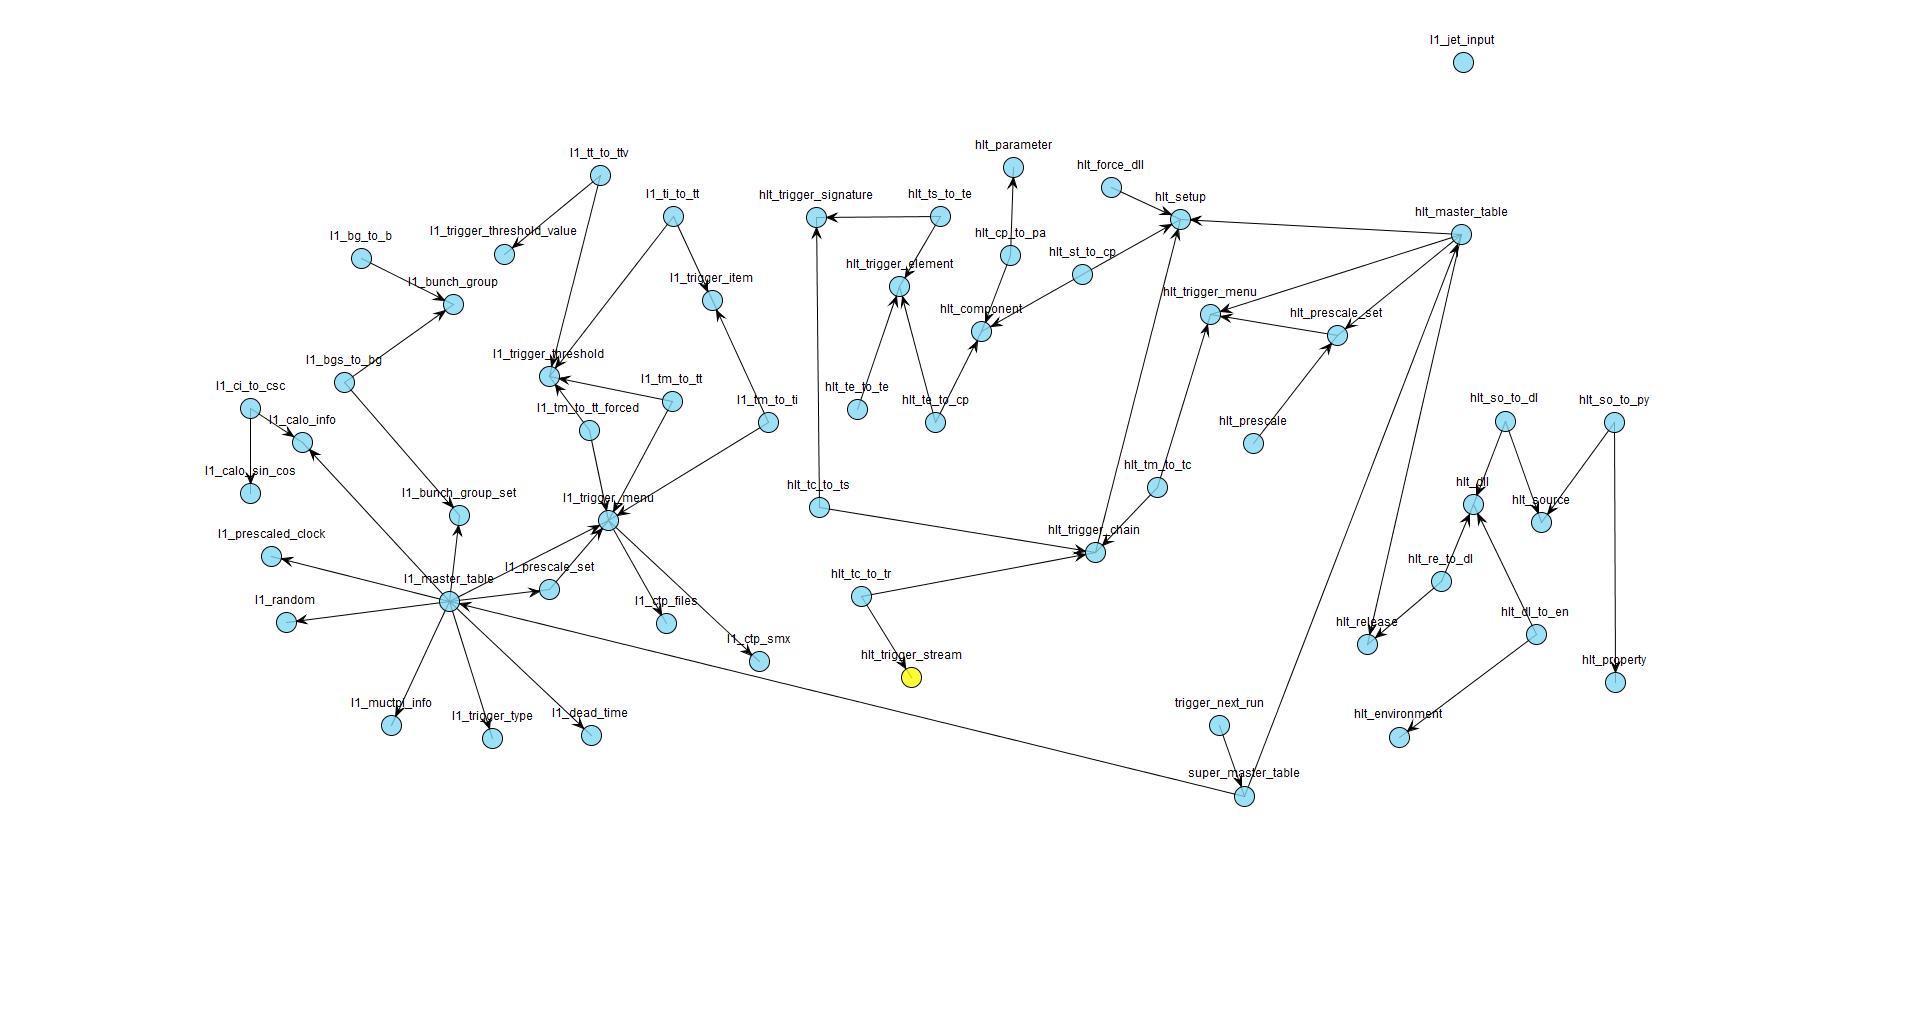 l1_jet_input
hlt_parameter
l1_tt_to_ttv
hlt_force_dll
l1_ti_to_tt
hlt_trigger_signature
hlt_ts_to_te
hlt_setup
hlt_master_table
l1_bg_to_b
l1_trigger_threshold_value
hlt_cp_to_pa
hlt_st_to_cp
hlt_trigger_element
l1_bunch_group
l1_trigger_item
hlt_trigger_menu
hlt_component
hlt_prescale_set
l1_bgs_to_bg
l1_trigger_threshold
l1_ci_to_csc
l1_tm_to_tt
hlt_te_to_te
l1_tm_to_ti
hlt_te_to_cp
l1_tm_to_tt_forced
hlt_so_to_dl
hlt_so_to_py
l1_calo_info
hlt_prescale
l1_calo_sin_cos
hlt_tm_to_tc
hlt_tc_to_ts
hlt_dll
l1_bunch_group_set
l1_trigger_menu
hlt_source
l1_prescaled_clock
hlt_trigger_chain
hlt_re_to_dl
l1_prescale_set
hlt_tc_to_tr
l1_master_table
l1_random
l1_ctp_files
hlt_dl_to_en
hlt_release
l1_ctp_smx
hlt_trigger_stream
hlt_property
l1_muctpi_info
l1_trigger_type
l1_dead_time
trigger_next_run
hlt_environment
super_master_table